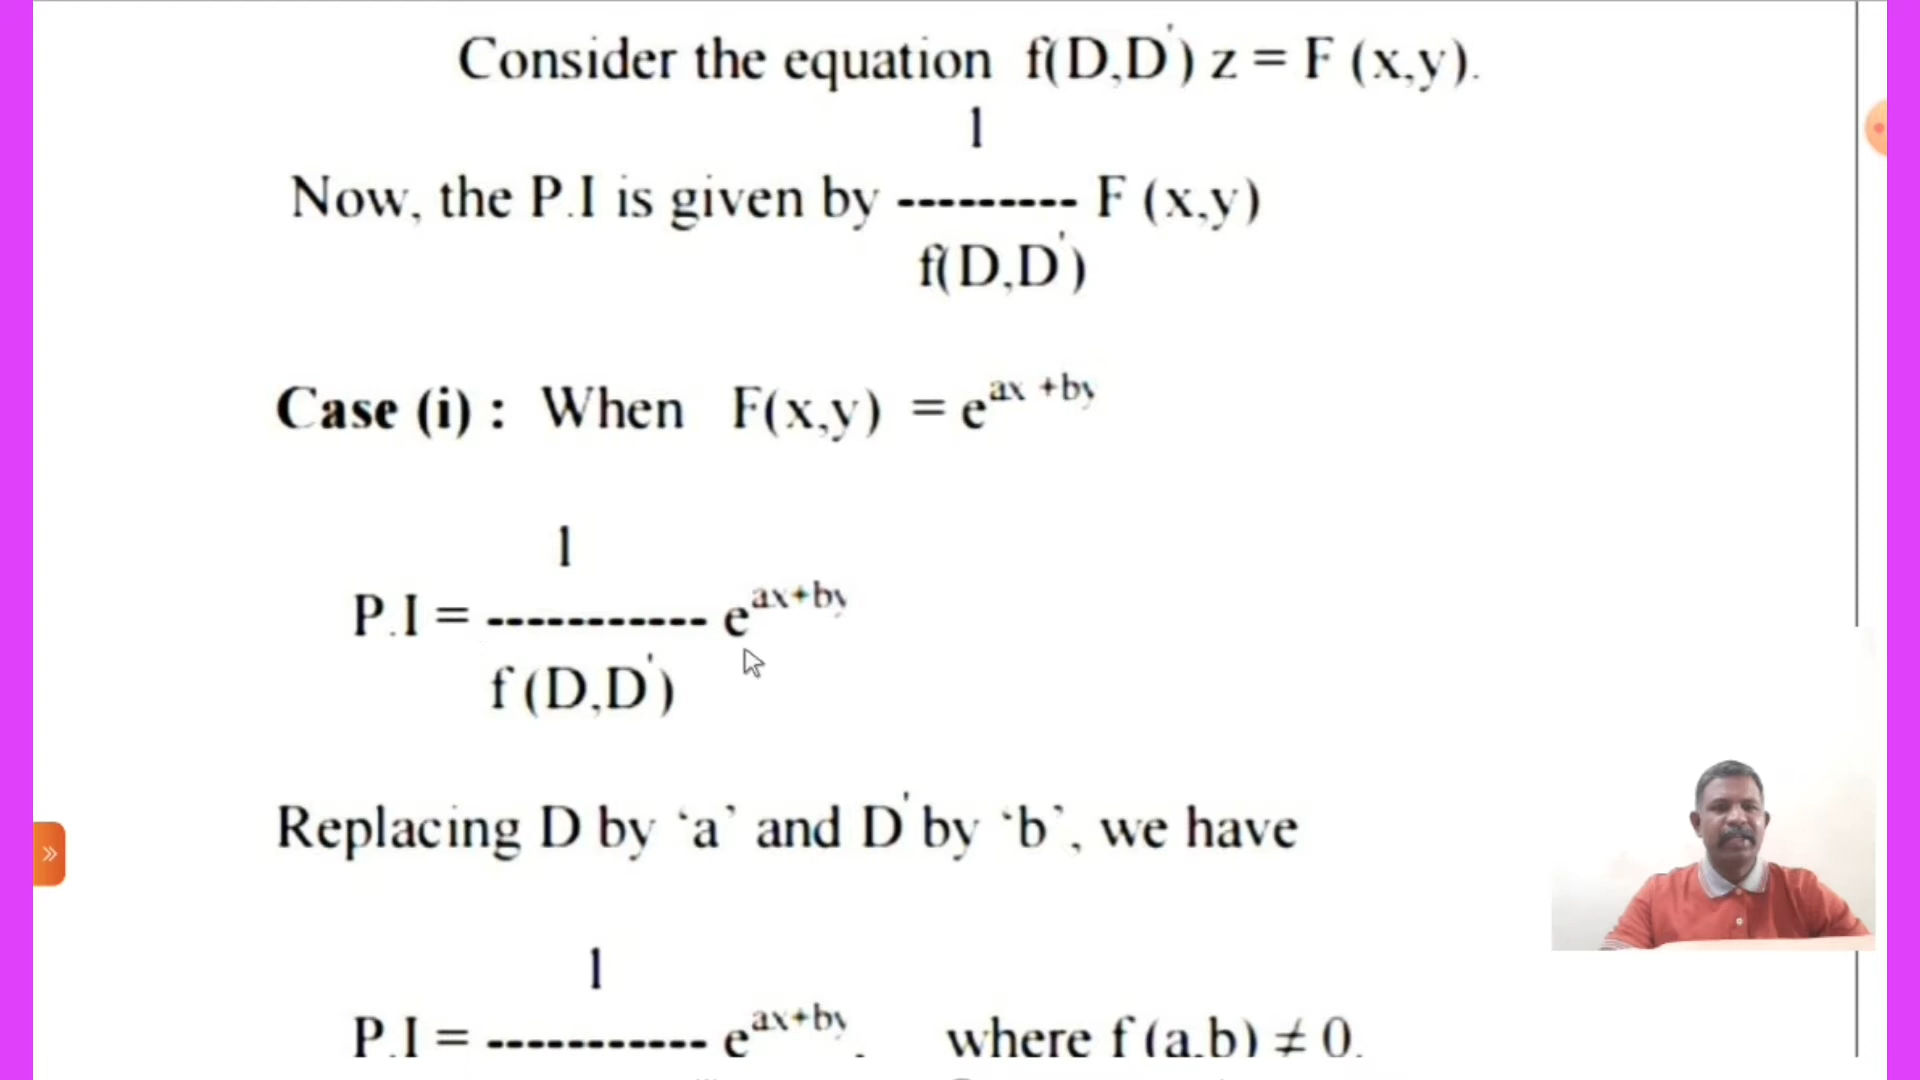 Consider the equation f(D,D') z = F (x,y).
1
Now, the P.I is given by --------- F (x,y)
f(D,D')
Case (i) : When F(x,y) = e^ax +by
1
P.I = ----------- e^ax+by
f (D,D')
Replacing D by ‘a’ and D' by ‘b’, we have
1
P.I = ----------- e^ax+by, where f (a,b) ≠ 0.